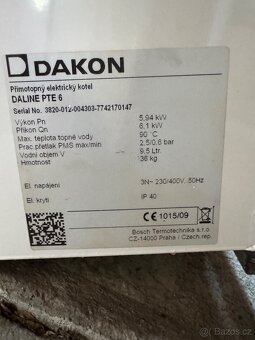 DAKON
Přímotopný elektrický kotel
DALINE PTE 6
Serial No. 3820-012-004303-7742170147
Výkon Pn 5,94 kW
Příkon Qn 6,1 kW
Max. teplota topné vody 90 °C
Prac.přetlak PMS max/min 2,5/0,6 bar
Vodní objem V 9,5 Ltr.
Hmotnost 36 kg
El. napájení 3N~ 230/400V, 50Hz
El. krytí IP 40
CE 1015/09
Bosch Termotechnika s.r.o.
CZ-14000 Praha / Czech rep.
Sbazos.cz